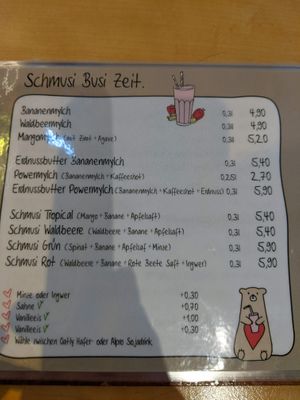 Schmusi Busi Zeit.
Bananenmylch 0,3l 4,90
Waldbeermylch 0,3l 4,90
Mangomylch (mit Zimt + Agave) 0,3l 5,20
Erdnussbutter Bananenmylch 0,3l 5,40
Powermylch (Bananenmylch + Kaffeeshot) 0,25l 2,70
Erdnussbutter Powermylch (Bananenmylch + Kaffeeshot + Erdnuss) 0,3l 5,90
Schmusi Tropical (Mango + Banane + Apfelsaft) 0,3l 5,40
Schmusi Waldbeere (Waldbeere + Banane + Apfelsaft) 0,3l 5,40
Schmusi Grün (Spinat + Banane + Apfelsaf + Minze) 0,3l 5,90
Schmusi Rot (Waldbeere + Banane + Rote Beete Saft + Ingwer) 0,3l 5,90
Minze oder Ingwer +0,30
Sahne +0,70
Vanilleeis +1,00
Vanilleeis +0,30
Wähle zwischen Oatly Hafer- oder Alpro Sojadrink